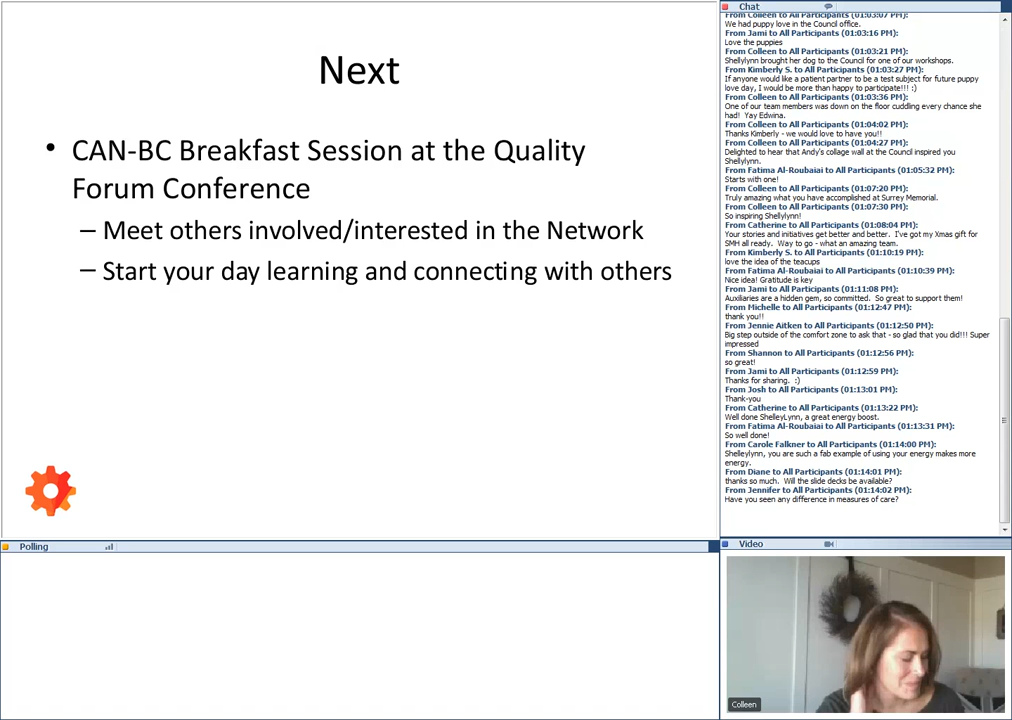 Next
• CAN-BC Breakfast Session at the Quality
Forum Conference
– Meet others involved/interested in the Network
– Start your day learning and connecting with others
Polling
Chat
From Colleen to All Participants (01:03:07 PM):
We had puppy love in the Council office.
From Jami to All Participants (01:03:16 PM):
Love the puppies
From Colleen to All Participants (01:03:21 PM):
Shellylynn brought her dog to the Council for one of our workshops.
From Kimberly S. to All Participants (01:03:27 PM):
If anyone would like a patient partner to be a test subject for future puppy
love day, I would be more than happy to participate!!! :)
From Colleen to All Participants (01:03:36 PM):
One of our team members was down on the floor cuddling every chance she
had! Yay Edwina.
From Colleen to All Participants (01:04:02 PM):
Thanks Kimberly - we would love to have you!!
From Colleen to All Participants (01:04:27 PM):
Delighted to hear that Andy's collage wall at the Council inspired you
Shellylynn.
From Fatima Al-Roubaiai to All Participants (01:05:32 PM):
Starts with one!
From Colleen to All Participants (01:07:20 PM):
Truly amazing what you have accomplished at Surrey Memorial.
From Colleen to All Participants (01:07:30 PM):
So inspiring Shellylynn!
From Catherine to All Participants (01:08:04 PM):
Your stories and initiatives get better and better. I've got my Xmas gift for
SMH all ready. Way to go - what an amazing team.
From Kimberly S. to All Participants (01:10:19 PM):
love the idea of the teacups
From Fatima Al-Roubaiai to All Participants (01:10:39 PM):
Nice idea! Gratitude is key
From Jami to All Participants (01:11:08 PM):
Auxiliaries are a hidden gem, so committed. So great to support them!
From Michelle to All Participants (01:12:47 PM):
thank you!!
From Jennie Aitken to All Participants (01:12:50 PM):
Big step outside of the comfort zone to ask that - so glad that you did!!! Super
impressed
From Shannon to All Participants (01:12:56 PM):
so great!
From Jami to All Participants (01:12:59 PM):
Thanks for sharing. :)
From Josh to All Participants (01:13:01 PM):
Thank-you
From Catherine to All Participants (01:13:22 PM):
Well done ShelleyLynn, a great energy boost.
From Fatima Al-Roubaiai to All Participants (01:13:31 PM):
So well done!
From Carole Falkner to All Participants (01:14:00 PM):
Shelleylynn, you are such a fab example of using your energy makes more
energy.
From Diane to All Participants (01:14:01 PM):
thanks so much. Will the slide decks be available?
From Jennifer to All Participants (01:14:02 PM):
Have you seen any difference in measures of care?
Video
Colleen